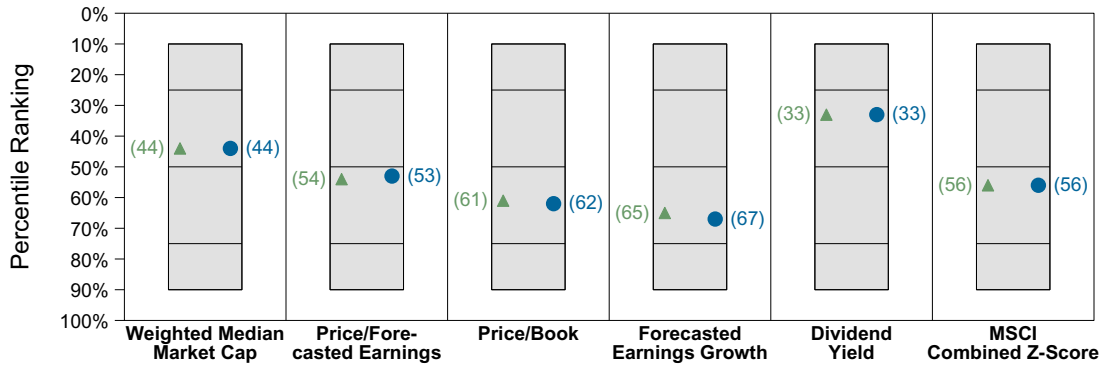 Percentile Ranking
0%
10%
20%
30%
40%
50%
60%
70%
80%
90%
100%
(44)
(44)
(54)
(53)
(61)
(62)
(65)
(67)
(33)
(33)
(56)
(56)
Weighted Median
Market Cap
Price/Fore-
casted Earnings
Price/Book
Forecasted
Earnings Growth
Dividend
Yield
MSCI
Combined Z-Score